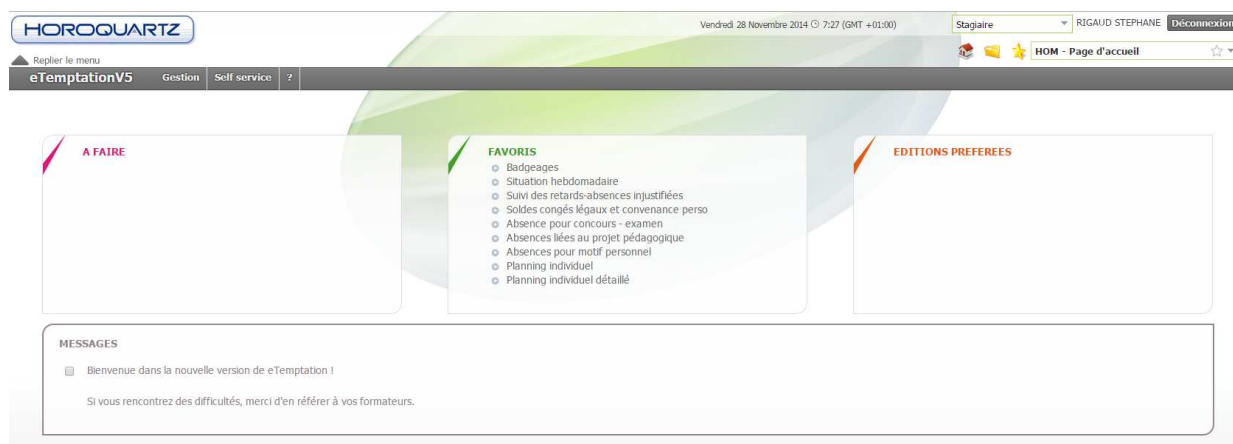 HOROQUARTZ
Vendredi 28 Novembre 2014 7:27 (GMT +01:00)
Stagiaire
RIGAUD STEPHANE
Déconnexion
Replier le menu
HOM - Page d'accueil
eTemptationV5 Gestion Self service ?
A FAIRE
FAVORIS
Badgeages
Situation hebdomadaire
Suivi des retards-absences injustifiées
Soldes congés légaux et convenance perso
Absence pour concours - examen
Absences liées au projet pédagogique
Absences pour motif personnel
Planning individuel
Planning individuel détaillé
EDITIONS PREFEREES
MESSAGES
Bienvenue dans la nouvelle version de eTemptation !
Si vous rencontrez des difficultés, merci d'en référer à vos formateurs.